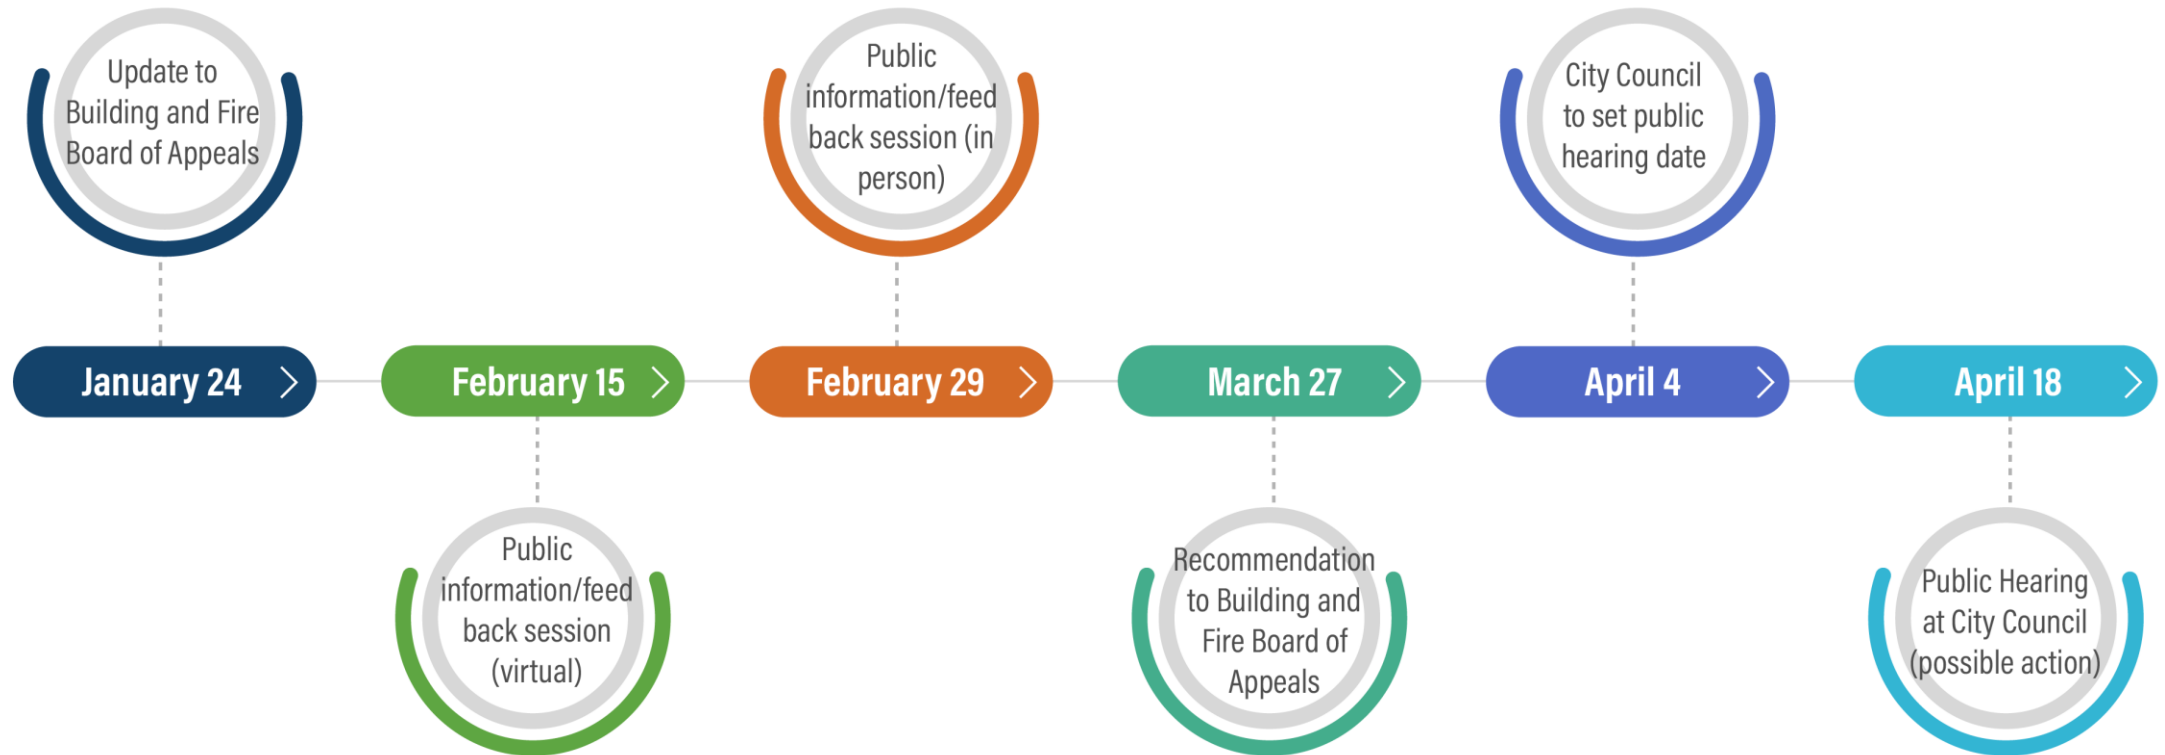 Update to
Building and Fire
Board of Appeals
Public
information/feed
back session (in
person)
City Council
to set public
hearing date
January 24
February 15
February 29
March 27
April 4
April 18
Public
information/feed
back session
(virtual)
Recommendation
to Building and
Fire Board of
Appeals
Public Hearing
at City Council
(possible action)